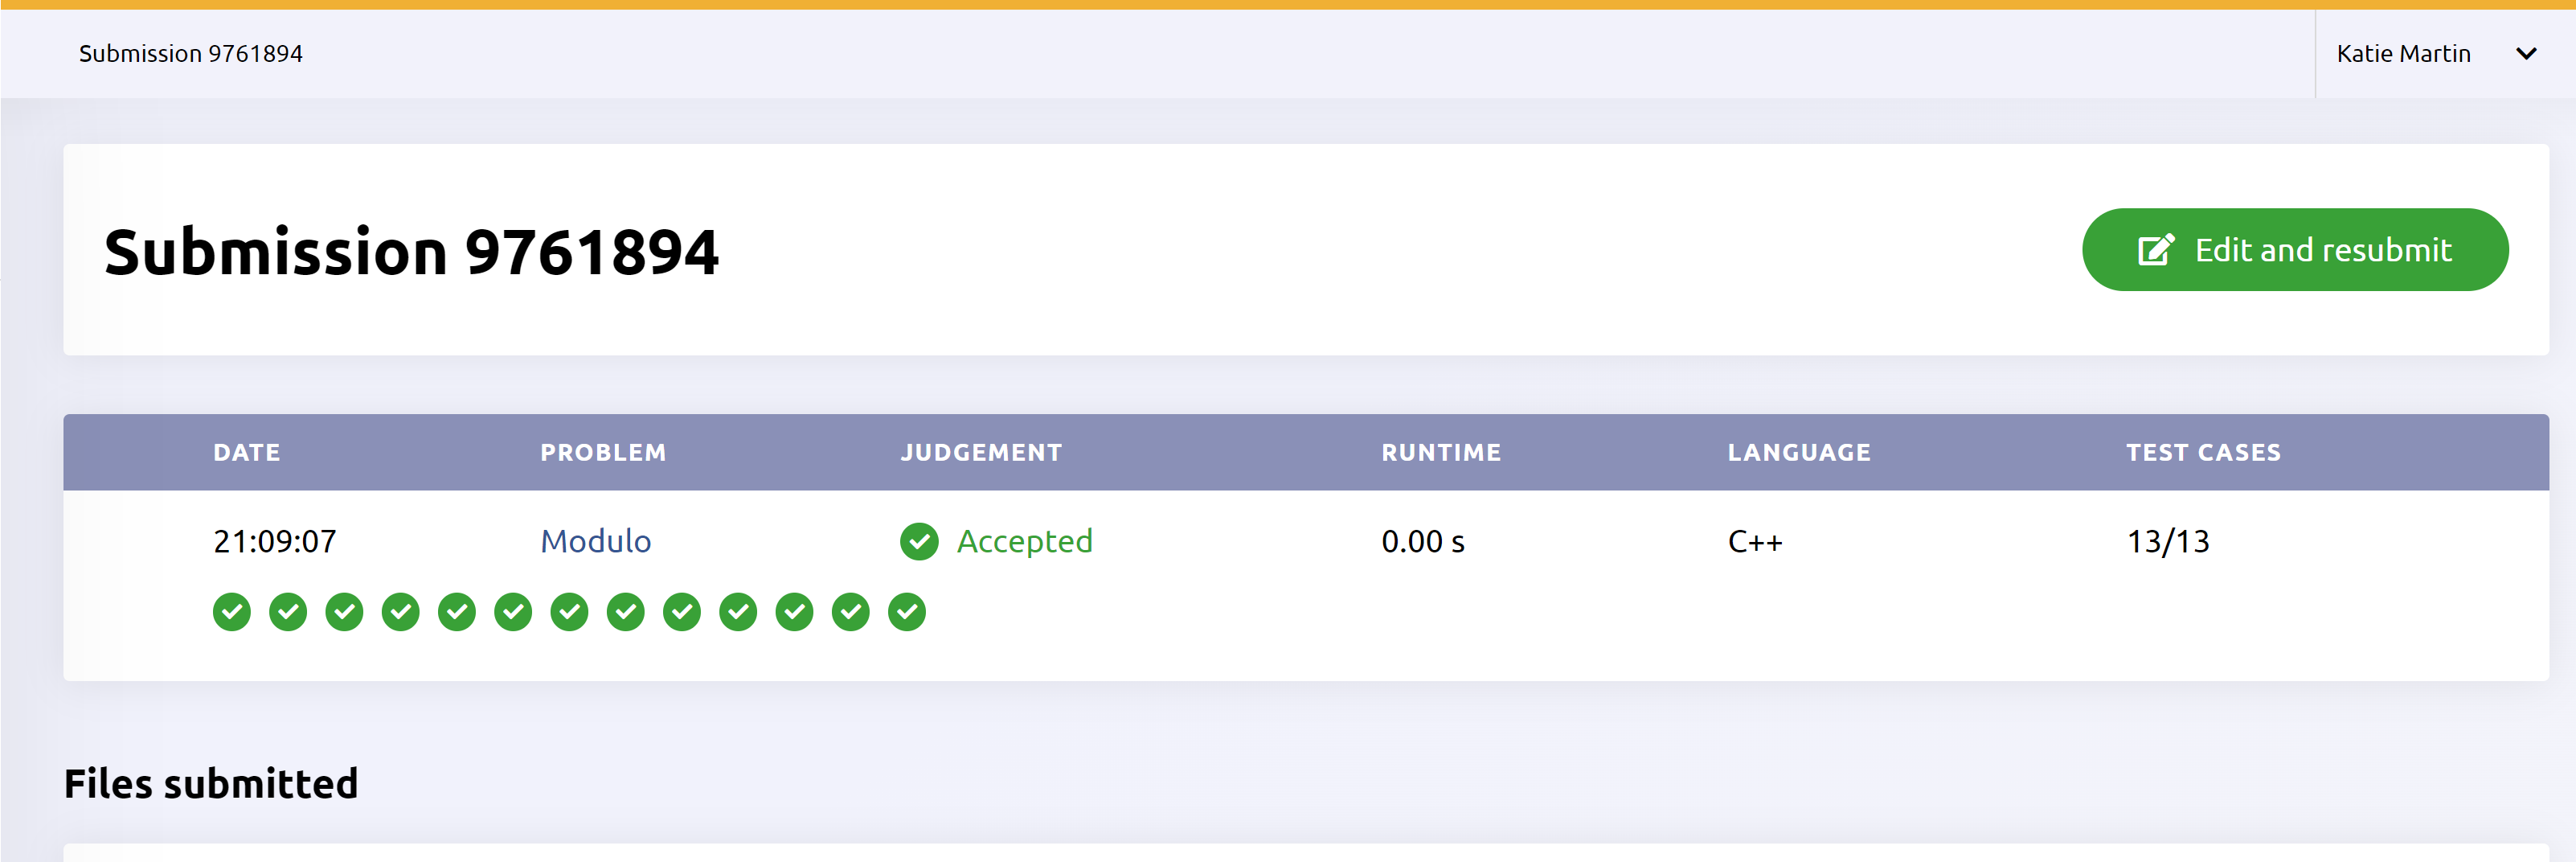 Submission 9761894
Katie Martin
Submission 9761894
Edit and resubmit
DATE PROBLEM JUDGEMENT RUNTIME LANGUAGE TEST CASES
21:09:07 Modulo Accepted 0.00 s C++ 13/13
Files submitted